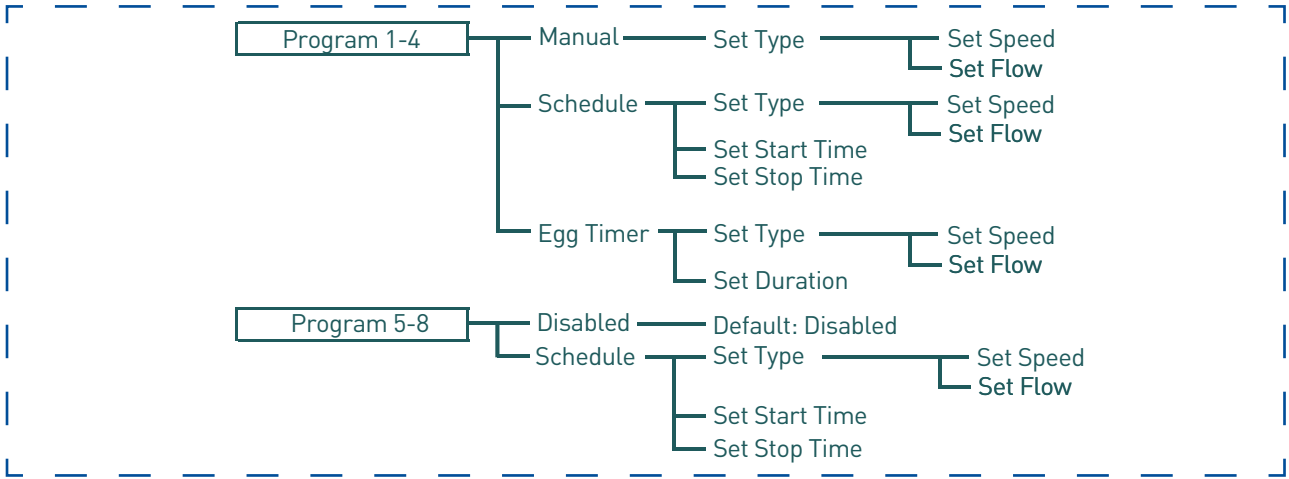 Program 1-4
Manual
Set Type
Set Speed
Set Flow
Schedule
Set Type
Set Speed
Set Flow
Set Start Time
Set Stop Time
Egg Timer
Set Type
Set Speed
Set Flow
Set Duration
Program 5-8
Disabled
Default: Disabled
Schedule
Set Type
Set Speed
Set Flow
Set Start Time
Set Stop Time